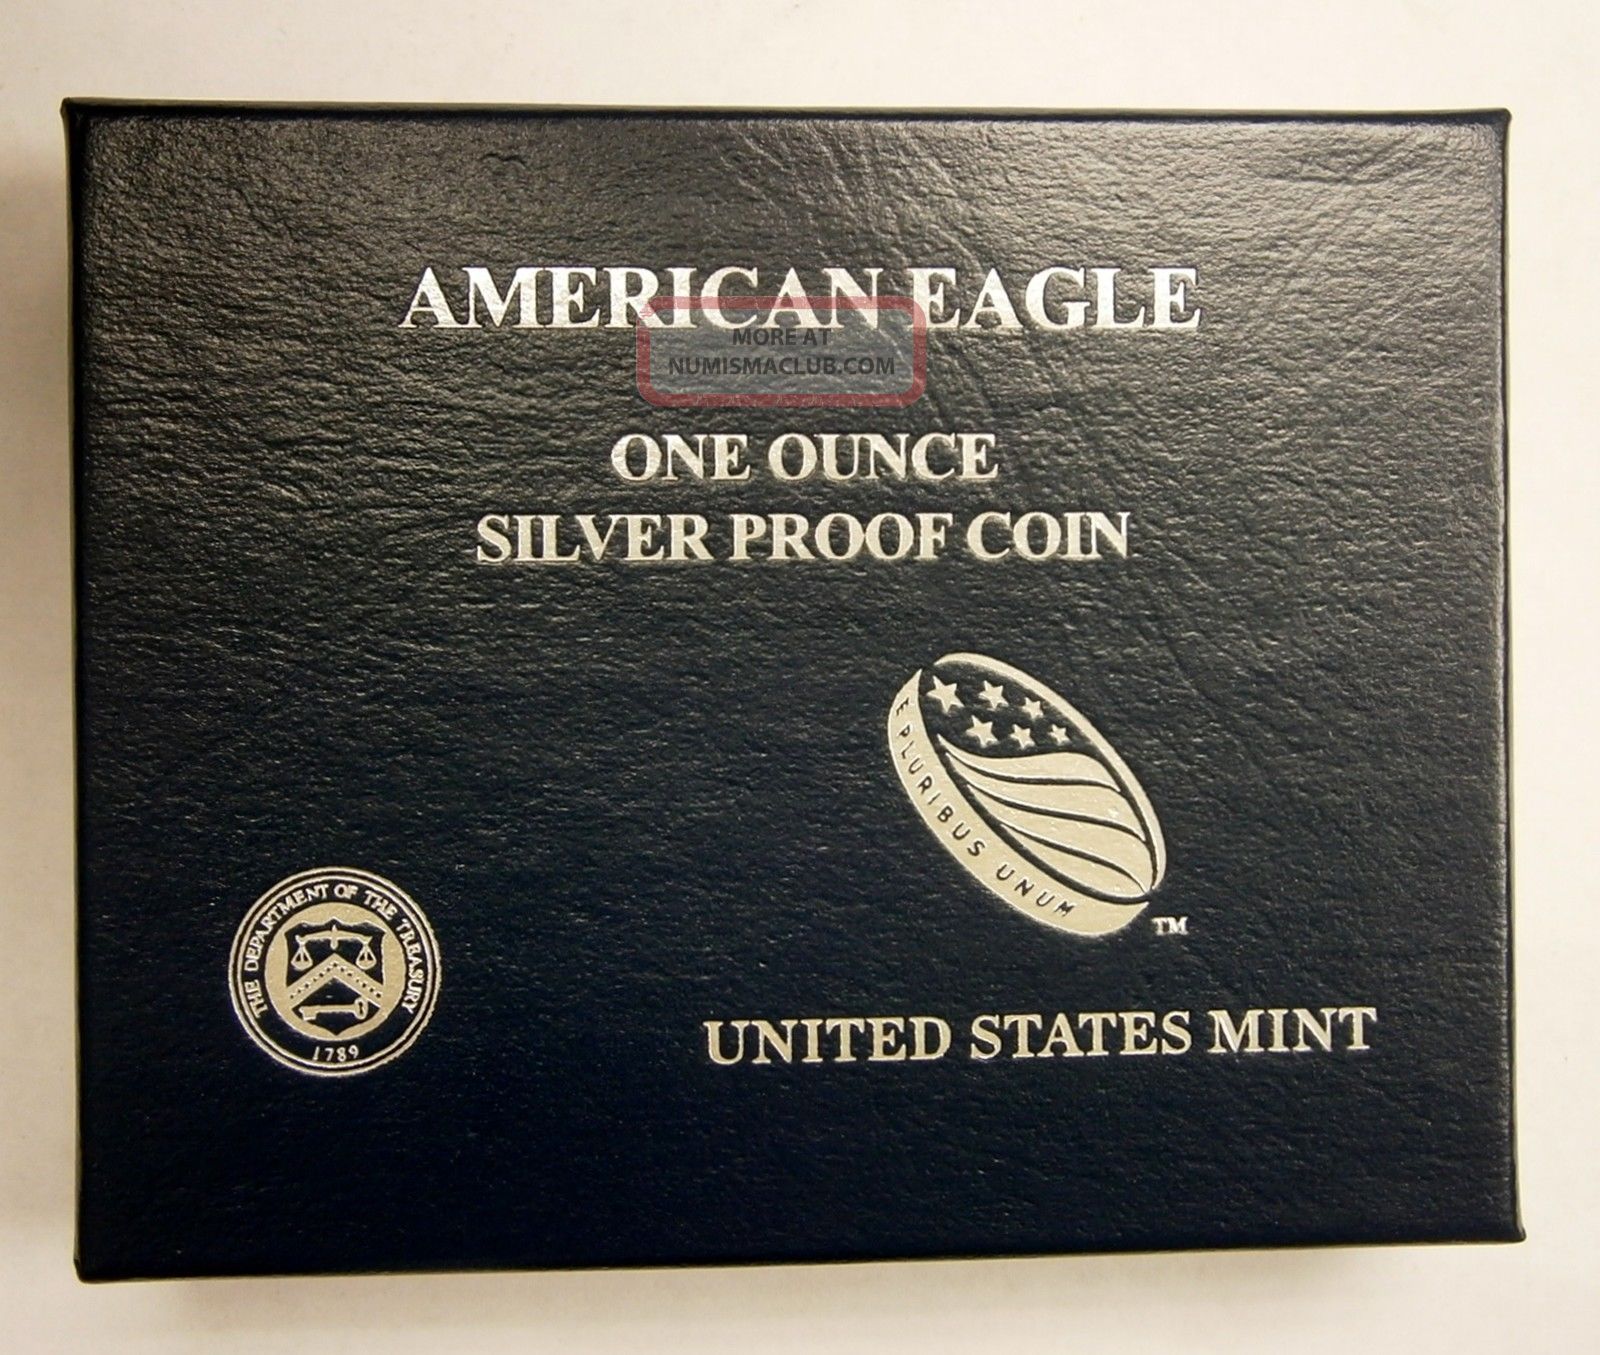 AMERICAN EAGLE
MORE AT
NUMISMACLUB.COM
ONE OUNCE
SILVER PROOF COIN
E PLURIBUS UNUM
TM
THE DEPARTMENT OF THE TREASURY
1789
UNITED STATES MINT